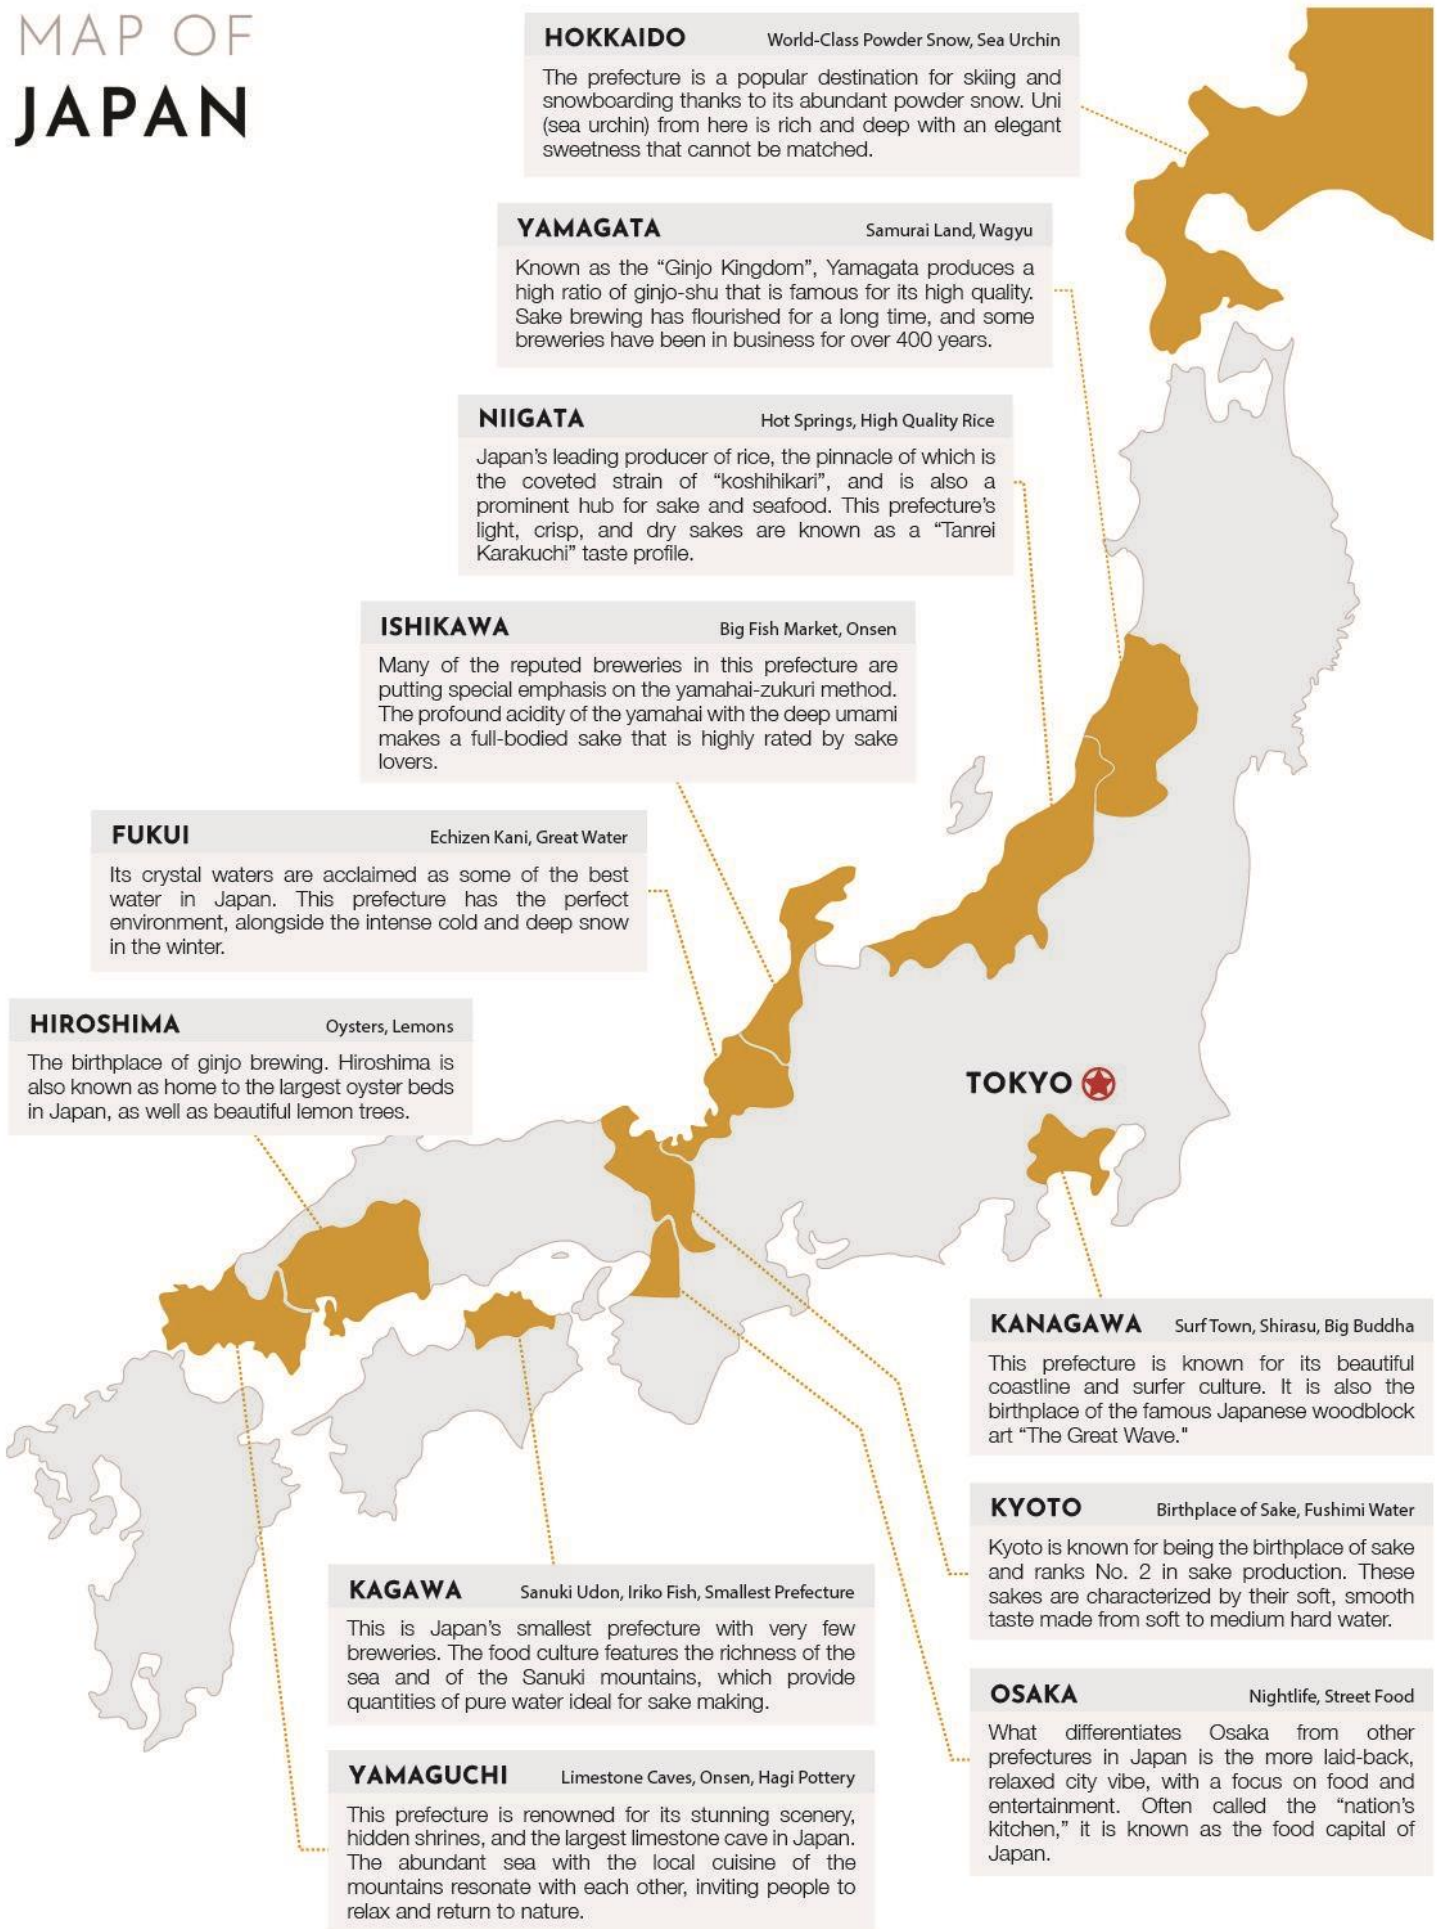 MAP OF
JAPAN
HOKKAIDO World-Class Powder Snow, Sea Urchin
The prefecture is a popular destination for skiing and
snowboarding thanks to its abundant powder snow. Uni
(sea urchin) from here is rich and deep with an elegant
sweetness that cannot be matched.
YAMAGATA Samurai Land, Wagyu
Known as the “Ginjo Kingdom”, Yamagata produces a
high ratio of ginjo-shu that is famous for its high quality.
Sake brewing has flourished for a long time, and some
breweries have been in business for over 400 years.
NIIGATA Hot Springs, High Quality Rice
Japan’s leading producer of rice, the pinnacle of which is
the coveted strain of “koshihikari”, and is also a
prominent hub for sake and seafood. This prefecture’s
light, crisp, and dry sakes are known as a “Tanrei
Karakuchi” taste profile.
ISHIKAWA Big Fish Market, Onsen
Many of the reputed breweries in this prefecture are
putting special emphasis on the yamahai-zukuri method.
The profound acidity of the yamahai with the deep umami
makes a full-bodied sake that is highly rated by sake
lovers.
FUKUI Echizen Kani, Great Water
Its crystal waters are acclaimed as some of the best
water in Japan. This prefecture has the perfect
environment, alongside the intense cold and deep snow
in the winter.
HIROSHIMA Oysters, Lemons
The birthplace of ginjo brewing. Hiroshima is
also known as home to the largest oyster beds
in Japan, as well as beautiful lemon trees.
TOKYO
KANAGAWA Surf Town, Shirasu, Big Buddha
This prefecture is known for its beautiful
coastline and surfer culture. It is also the
birthplace of the famous Japanese woodblock
art “The Great Wave."
KYOTO Birthplace of Sake, Fushimi Water
Kyoto is known for being the birthplace of sake
and ranks No. 2 in sake production. These
sakes are characterized by their soft, smooth
taste made from soft to medium hard water.
KAGAWA Sanuki Udon, Iriko Fish, Smallest Prefecture
This is Japan’s smallest prefecture with very few
breweries. The food culture features the richness of the
sea and of the Sanuki mountains, which provide
quantities of pure water ideal for sake making.
OSAKA Nightlife, Street Food
What differentiates Osaka from other
prefectures in Japan is the more laid-back,
relaxed city vibe, with a focus on food and
entertainment. Often called the “nation’s
kitchen,” it is known as the food capital of
Japan.
YAMAGUCHI Limestone Caves, Onsen, Hagi Pottery
This prefecture is renowned for its stunning scenery,
hidden shrines, and the largest limestone cave in Japan.
The abundant sea with the local cuisine of the
mountains resonate with each other, inviting people to
relax and return to nature.